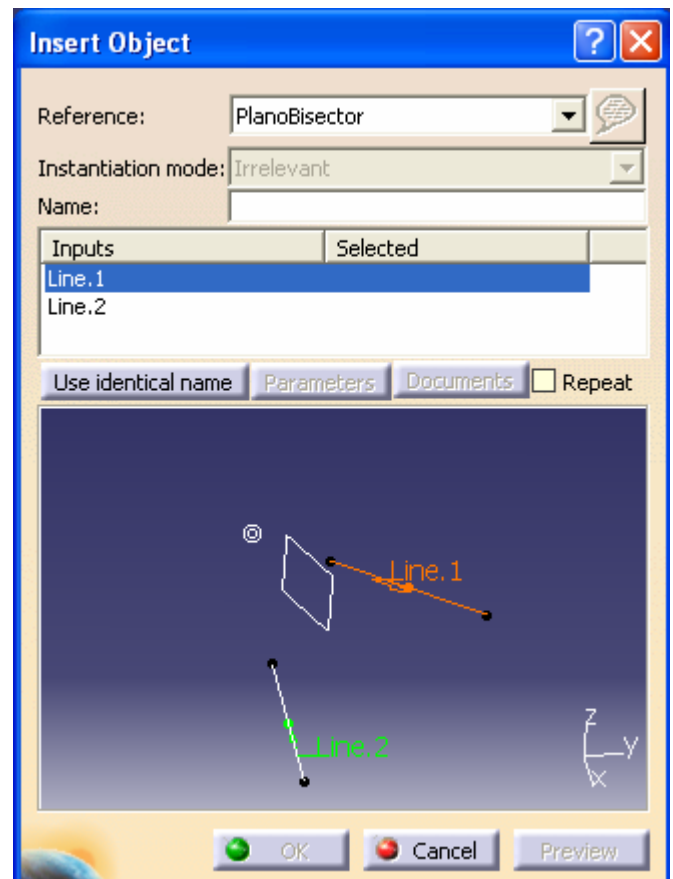 Insert Object
Reference: PlanoBisector
Instantiation mode: Irrelevant
Name:
Inputs Selected
Line.1
Line.2
Use identical name Parameters Documents Repeat
Line.1
Line.2
z
y
x
OK Cancel Preview